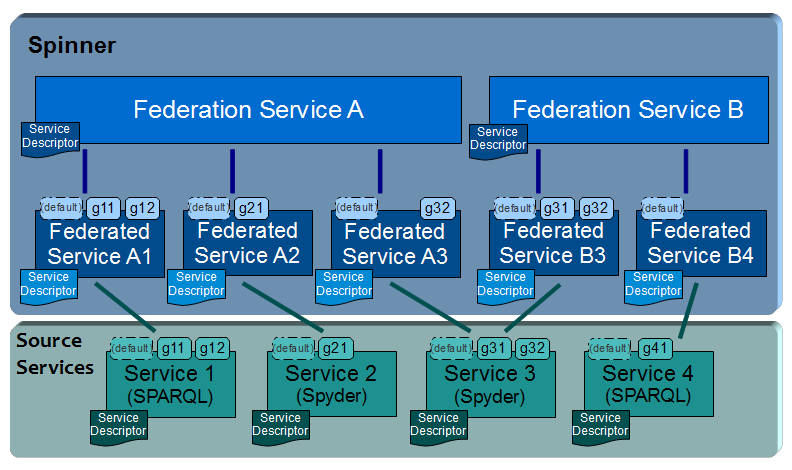 Spinner
Federation Service A
Federation Service B
Service
Descriptor
Service
Descriptor
(default) g11 g12
(default) g21
(default) g32
(default) g31 g32
(default)
Federated
Service A1
Federated
Service A2
Federated
Service A3
Federated
Service B3
Federated
Service B4
Service
Descriptor
Service
Descriptor
Service
Descriptor
Service
Descriptor
Service
Descriptor
Source
Services
(default) g11 g12
(default) g21
(default) g31 g32
(default) g41
Service 1
(SPARQL)
Service 2
(Spyder)
Service 3
(Spyder)
Service 4
(SPARQL)
Service
Descriptor
Service
Descriptor
Service
Descriptor
Service
Descriptor